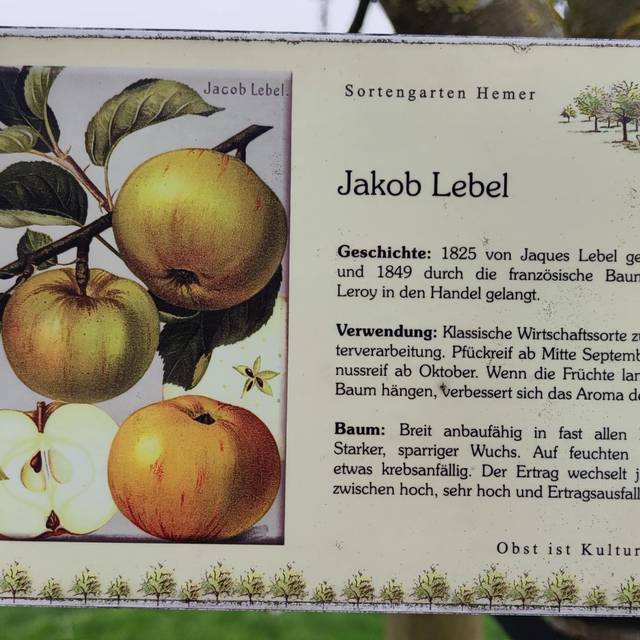 Jacob Lebel.
Sortengarten Hemer
Jakob Lebel
Geschichte: 1825 von Jaques Lebel ge
und 1849 durch die französische Baum
Leroy in den Handel gelangt.
Verwendung: Klassische Wirtschaftssorte z
terverarbeitung. Pfückreif ab Mitte Septemb
nussreif ab Oktober. Wenn die Früchte lan
Baum hängen, verbessert sich das Aroma de
Baum: Breit anbaufähig in fast allen
Starker, sparriger Wuchs. Auf feuchten
etwas krebsanfällig. Der Ertrag wechselt j
zwischen hoch, sehr hoch und Ertragsausfall
Obst ist Kultur